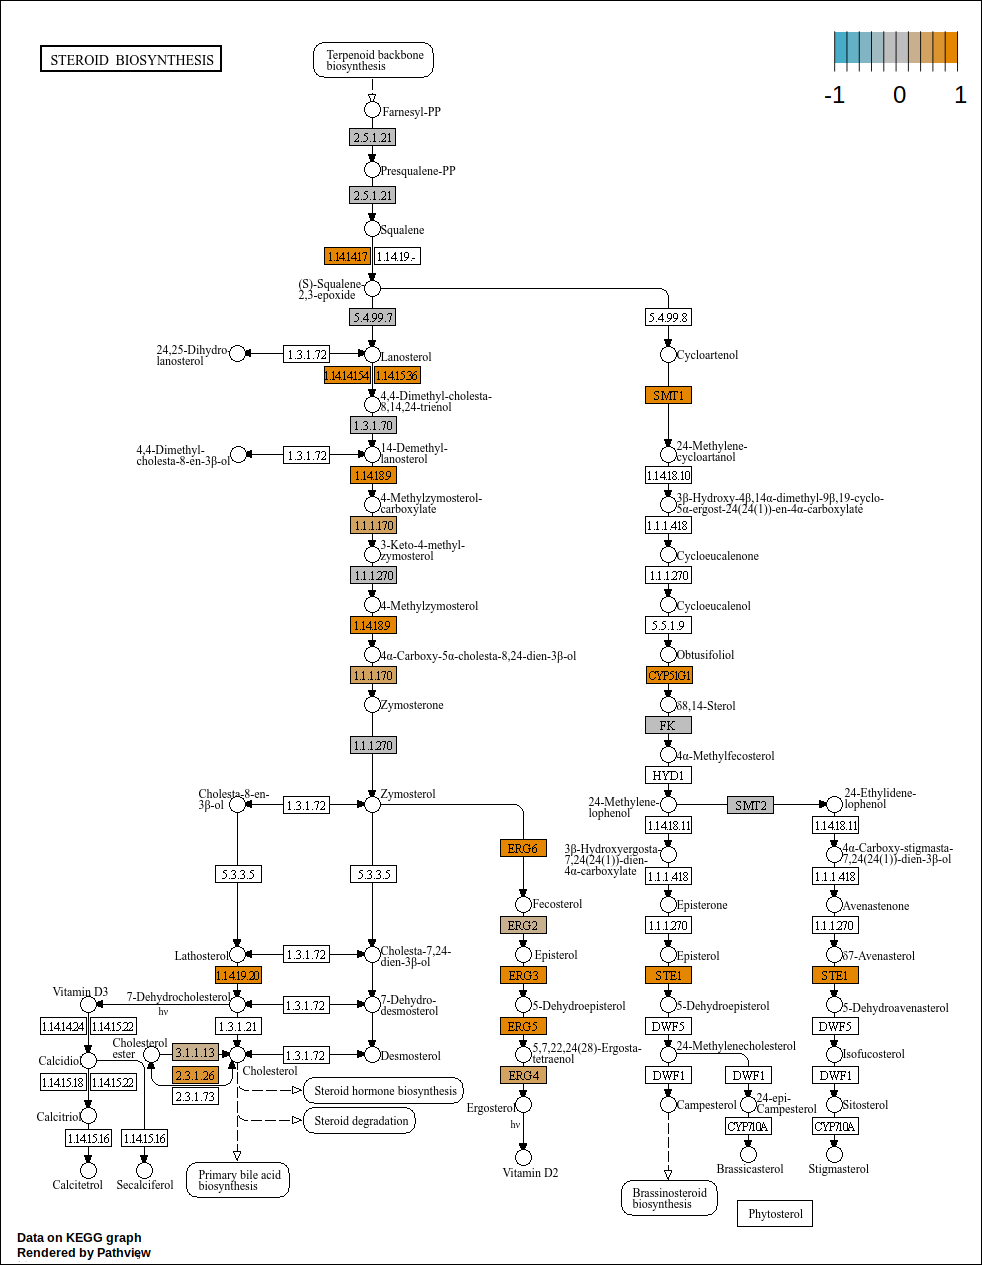 STEROID BIOSYNTHESIS
Terpenoid backbone
biosynthesis
-1 0 1
Farnesyl-PP
2.5.1.21
Presqualene-PP
2.5.1.21
Squalene
1.14.14.17 1.14.19.-
(S)-Squalene-
2,3-epoxide
5.4.99.7 5.4.99.8
24,25-Dihydro
lanosterol
1.3.1.72
Lanosterol
Cycloartenol
1.14.14.154 1.14.15.36
4,4-Dimethyl-cholesta-
8,14,24-trienol
SMT1
1.3.1.70
4,4-Dimethyl-
cholesta-8-en-3β-ol
1.3.1.72
14-Demethyl-
lanosterol
24-Methylene-
cycloartanol
1.14.18.9 1.14.18.10
4-Methylzymosterol-
carboxylate
3β-Hydroxy-4β,14α-dimethyl-9β,19-cyclo-
5α-ergost-24(24(1))-en-4α-carboxylate
1.1.1.170 1.1.1.418
3-Keto-4-methyl-
zymosterol
Cycloeucalenone
1.1.1.270 1.1.1.270
4-Methylzymosterol Cycloeucalenol
1.14.18.9 5.5.1.9
4α-Carboxy-5α-cholesta-8,24-dien-3β-ol Obtusifoliol
1.1.1.170 CYP51G1
Zymosterone δ8,14-Sterol
FK
1.1.1.270 4α-Methylfecosterol
HYD1
Cholesta-8-en-
3β-ol
1.3.1.72
Zymosterol
24-Methylene-
lophenol
SMT2
24-Ethylidene-
lophenol
1.14.18.11 1.14.18.11
ERG6
3β-Hydroxyergosta-
7,24(24(1))-dien-
4α-carboxylate
4α-Carboxy-stigmasta-
7,24(24(1))-dien-3β-ol
5.3.3.5 5.3.3.5 1.1.1.418 1.1.1.418
Fecosterol Episterone Avenastenone
ERG2 1.1.1.270 1.1.1.270
Lathosterol 1.3.1.72
Cholesta-7,24-
dien-3β-ol
Episterol Episterol δ7-Avenasterol
1.14.19.20 ERG3 STE1 STE1
Vitamin D3 7-Dehydrocholesterol
hν
1.3.1.72
7-Dehydro-
desmosterol
5-Dehydroepisterol 5-Dehydroepisterol 5-Dehydroavenasterol
1.14.14.24 1.14.15.22 1.3.1.21 ERG5 DWF5 DWF5
Cholesterol
ester
Calcidiol 3.1.1.13 1.3.1.72 Desmosterol
5,7,22,24(28)-Ergosta-
tetraenol
24-Methylenecholesterol Isofucosterol
Cholesterol
1.14.15.18 1.14.15.22 2.3.1.26 ERG4 DWF1 DWF1 DWF1
2.3.1.73 Steroid hormone biosynthesis
Calcitriol Ergosterol Campesterol
24-epi-
Campesterol
Sitosterol
Steroid degradation hν CYP710A CYP710A
1.14.15.16 1.14.15.16
Calcitetrol Secalciferol
Primary bile acid
biosynthesis
Vitamin D2 Brassicasterol Stigmasterol
Brassinosteroid
biosynthesis
Phytosterol
Data on KEGG graph
Rendered by Pathview